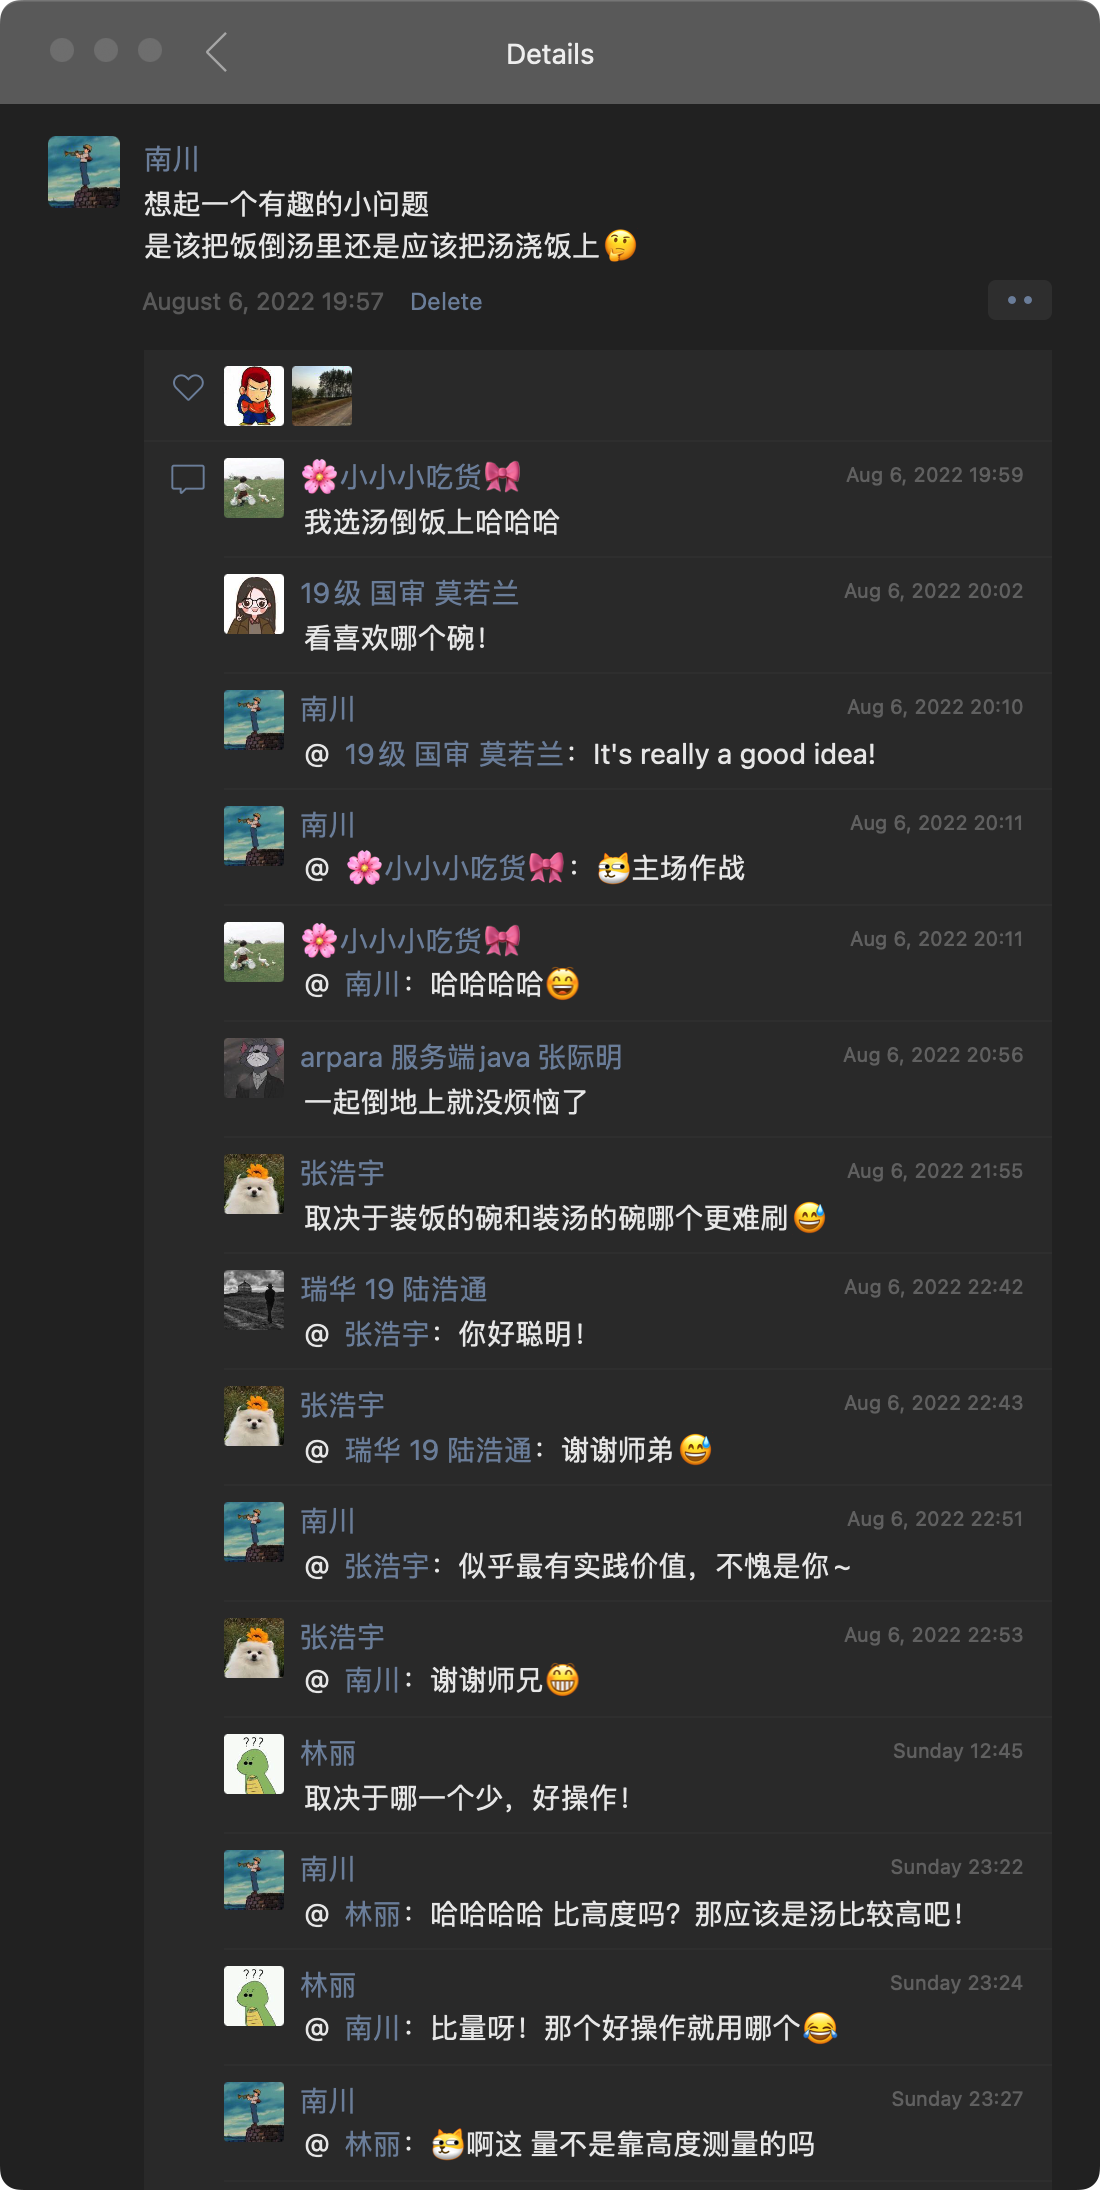 Details
南川
想起一个有趣的小问题
是该把饭倒汤里还是应该把汤浇饭上🤔
August 6, 2022 19:57 Delete
🌸小小小吃货🎀 Aug 6, 2022 19:59
我选汤倒饭上哈哈哈
19级 国审 莫若兰 Aug 6, 2022 20:02
看喜欢哪个碗！
南川 Aug 6, 2022 20:10
@ 19级 国审 莫若兰：It's really a good idea!
南川 Aug 6, 2022 20:11
@ 🌸小小小吃货🎀：主场作战
🌸小小小吃货🎀 Aug 6, 2022 20:11
@ 南川：哈哈哈哈😄
arpara 服务端java 张际明 Aug 6, 2022 20:56
一起倒地上就没烦恼了
张浩宇 Aug 6, 2022 21:55
取决于装饭的碗和装汤的碗哪个更难刷😅
瑞华 19 陆浩通 Aug 6, 2022 22:42
@ 张浩宇：你好聪明！
张浩宇 Aug 6, 2022 22:43
@ 瑞华 19 陆浩通：谢谢师弟😅
南川 Aug 6, 2022 22:51
@ 张浩宇：似乎最有实践价值，不愧是你~
张浩宇 Aug 6, 2022 22:53
@ 南川：谢谢师兄😁
???
林丽 Sunday 12:45
取决于哪一个少，好操作！
南川 Sunday 23:22
@ 林丽：哈哈哈哈 比高度吗？那应该是汤比较高吧！
???
林丽 Sunday 23:24
@ 南川：比量呀！那个好操作就用哪个😂
南川 Sunday 23:27
@ 林丽：啊这 量不是靠高度测量的吗